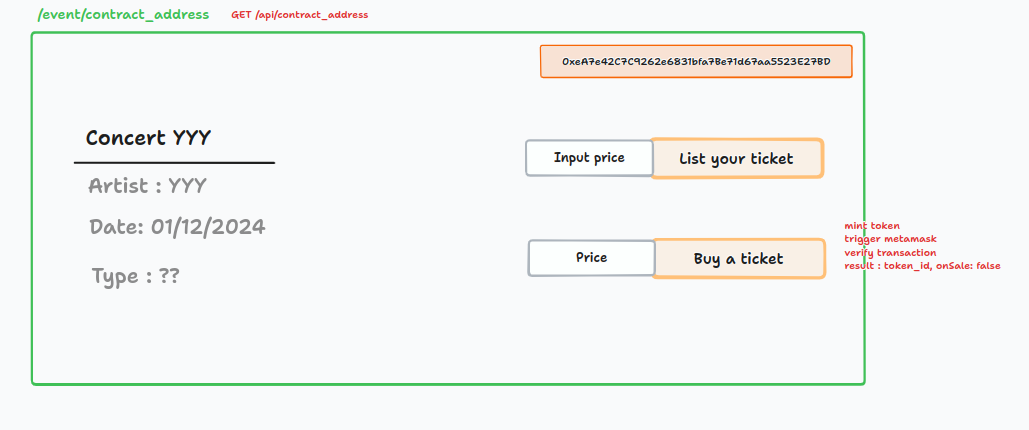 /event/contract_address
GET /api/contract_address
0xeA7e42C7C9262e6831bfa7Be71d67aa5523E27BD
Concert YYY
Artist : YYY
Date: 01/12/2024
Type : ??
Input price
List your ticket
Price
Buy a ticket
mint token
trigger metamask
verify transaction
result : token_id, onSale: false